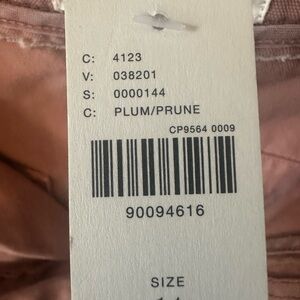 C: 4123
V: 038201
S: 0000144
C: PLUM/PRUNE
CP9564 0009
90094616
SIZE